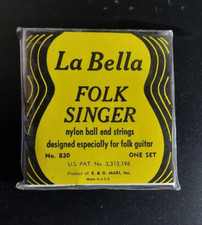 La Bella
FOLK
SINGER
nylon ball end strings
designed especially for folk guitar
No. 830 ONE SET
U.S. PAT. No. 3,313,196
Product of E. & O. MARI, Inc.
Made in U.S.A.